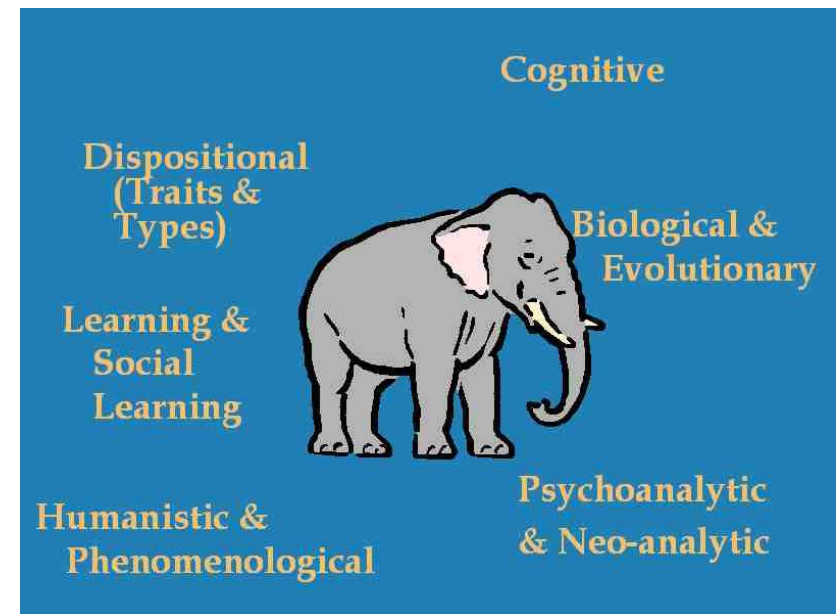 Cognitive
Dispositional
(Traits &
Types)
Biological &
Evolutionary
Learning &
Social
Learning
Psychoanalytic
& Neo-analytic
Humanistic &
Phenomenological